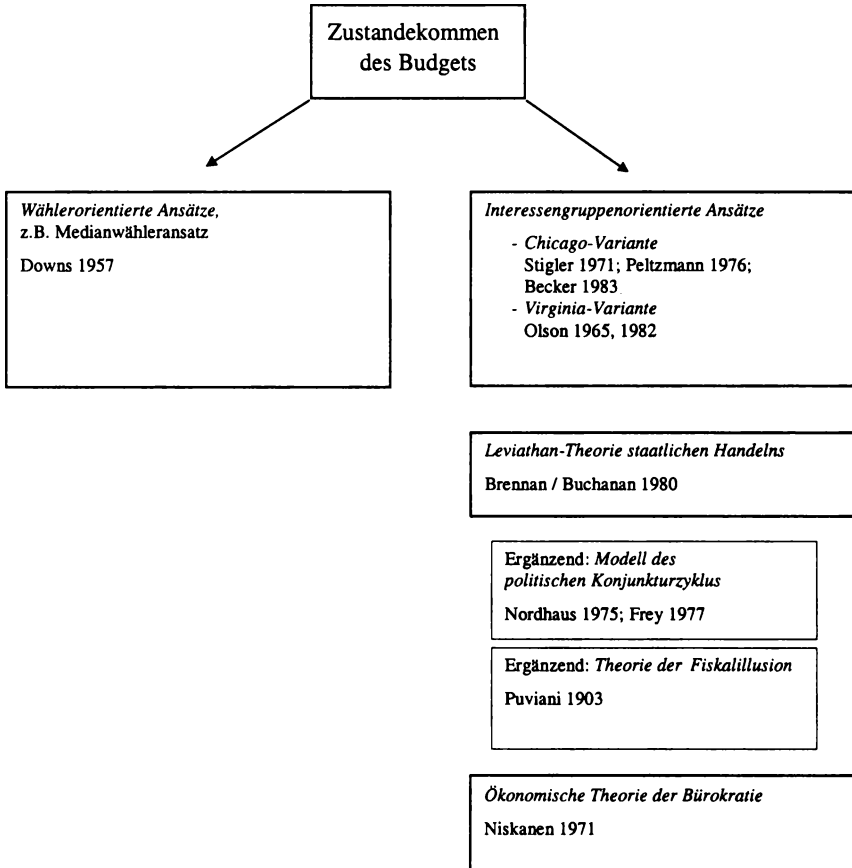 Zustandekommen
des Budgets
Wählerorientierte Ansätze,
z.B. Medianwähleransatz
Downs 1957
Interessengruppenorientierte Ansätze
- Chicago-Variante
Stigler 1971; Peltzmann 1976;
Becker 1983
- Virginia-Variante
Olson 1965, 1982
Leviathan-Theorie staatlichen Handelns
Brennan / Buchanan 1980
Ergänzend: Modell des
politischen Konjunkturzyklus
Nordhaus 1975; Frey 1977
Ergänzend: Theorie der Fiskalillusion
Puviani 1903
Ökonomische Theorie der Bürokratie
Niskanen 1971